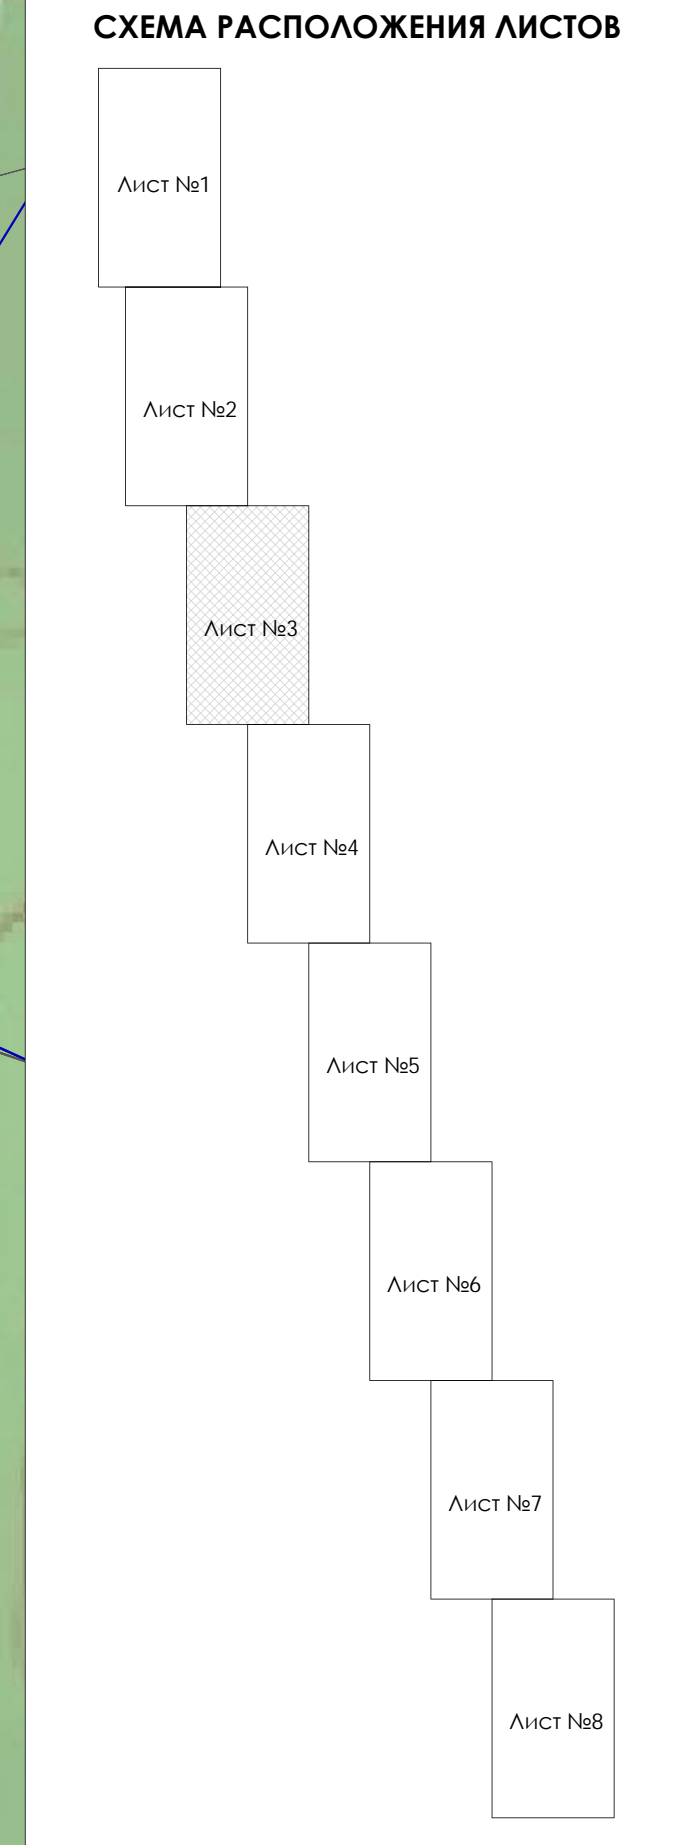 СХЕМА РАСПОЛОЖЕНИЯ ЛИСТОВ
Лист №1
Лист №2
Лист №3
Лист №4
Лист №5
Лист №6
Лист №7
Лист №8